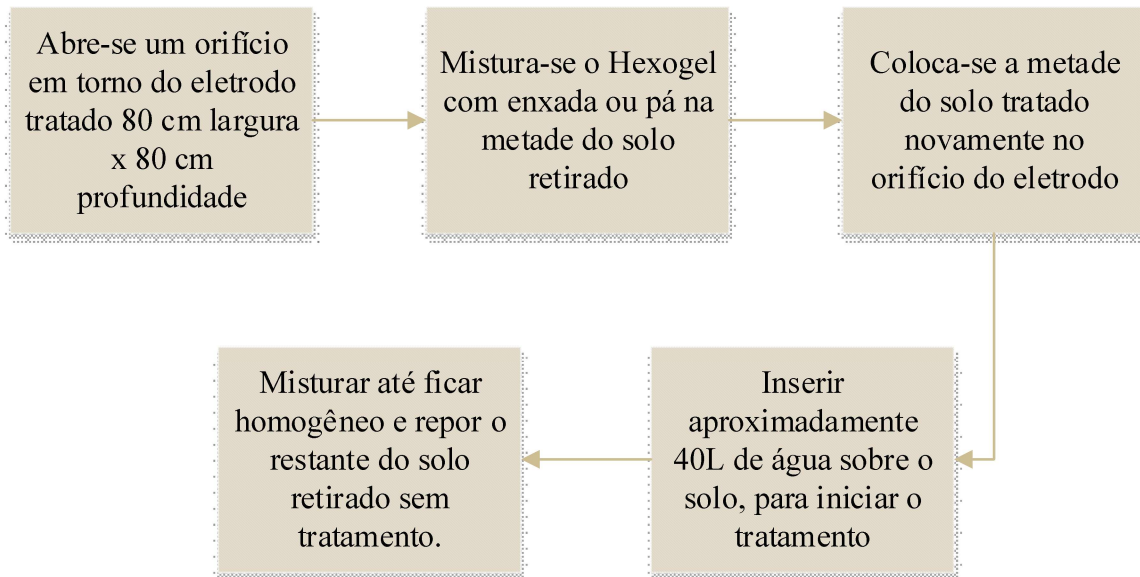 Abre-se um orifício
em torno do eletrodo
tratado 80 cm largura
x 80 cm
profundidade
Mistura-se o Hexogel
com enxada ou pá na
metade do solo
retirado
Coloca-se a metade
do solo tratado
novamente no
orifício do eletrodo
Inserir
aproximadamente
40L de água sobre o
solo, para iniciar o
tratamento
Misturar até ficar
homogêneo e repor o
restante do solo
retirado sem
tratamento.